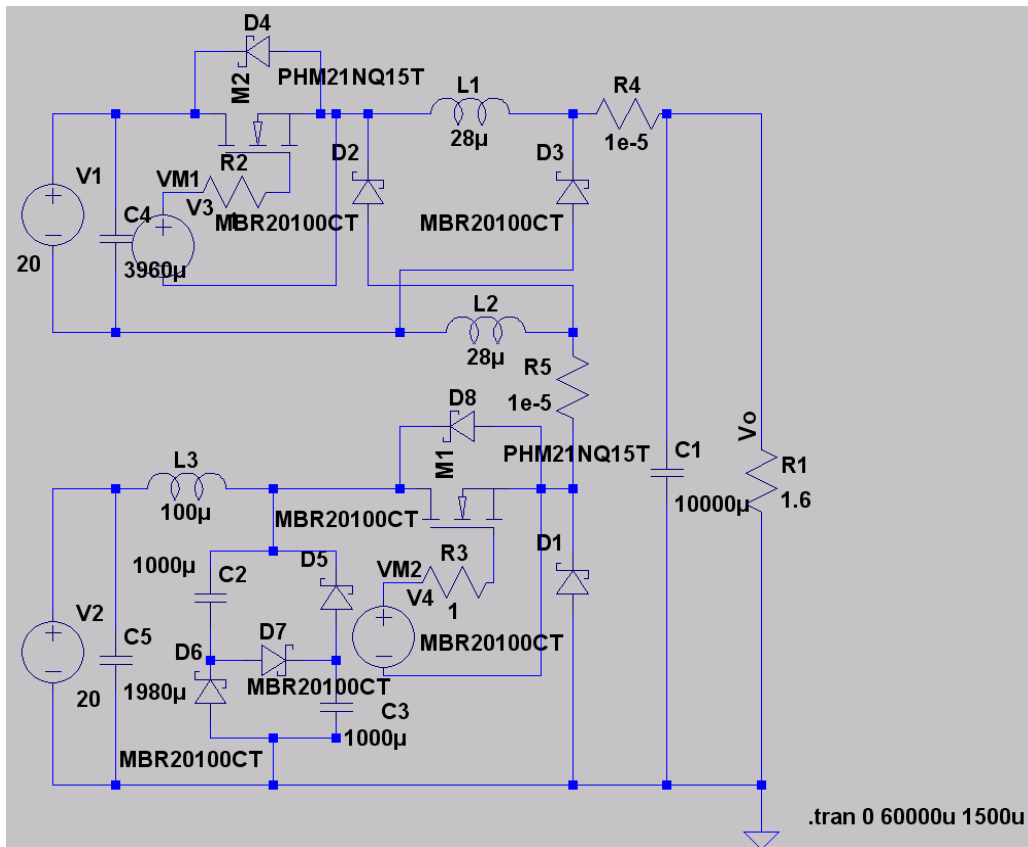 D4
PHM21NQ15T
M2
L1
28µ
R4
1e-5
V1
20
C4
3960µ
VM1
V3
R2
1
D2
MBR20100CT
D3
MBR20100CT
L2
28µ
R5
1e-5
D8
PHM21NQ15T
M1
Vo
C1
10000µ
R1
1.6
L3
100µ
MBR20100CT
1000µ
C2
D5
VM2
R3
V4
1
D1
V2
20
C5
1980µ
D6
D7
MBR20100CT
MBR20100CT
C3
1000µ
MBR20100CT
.tran 0 60000u 1500u